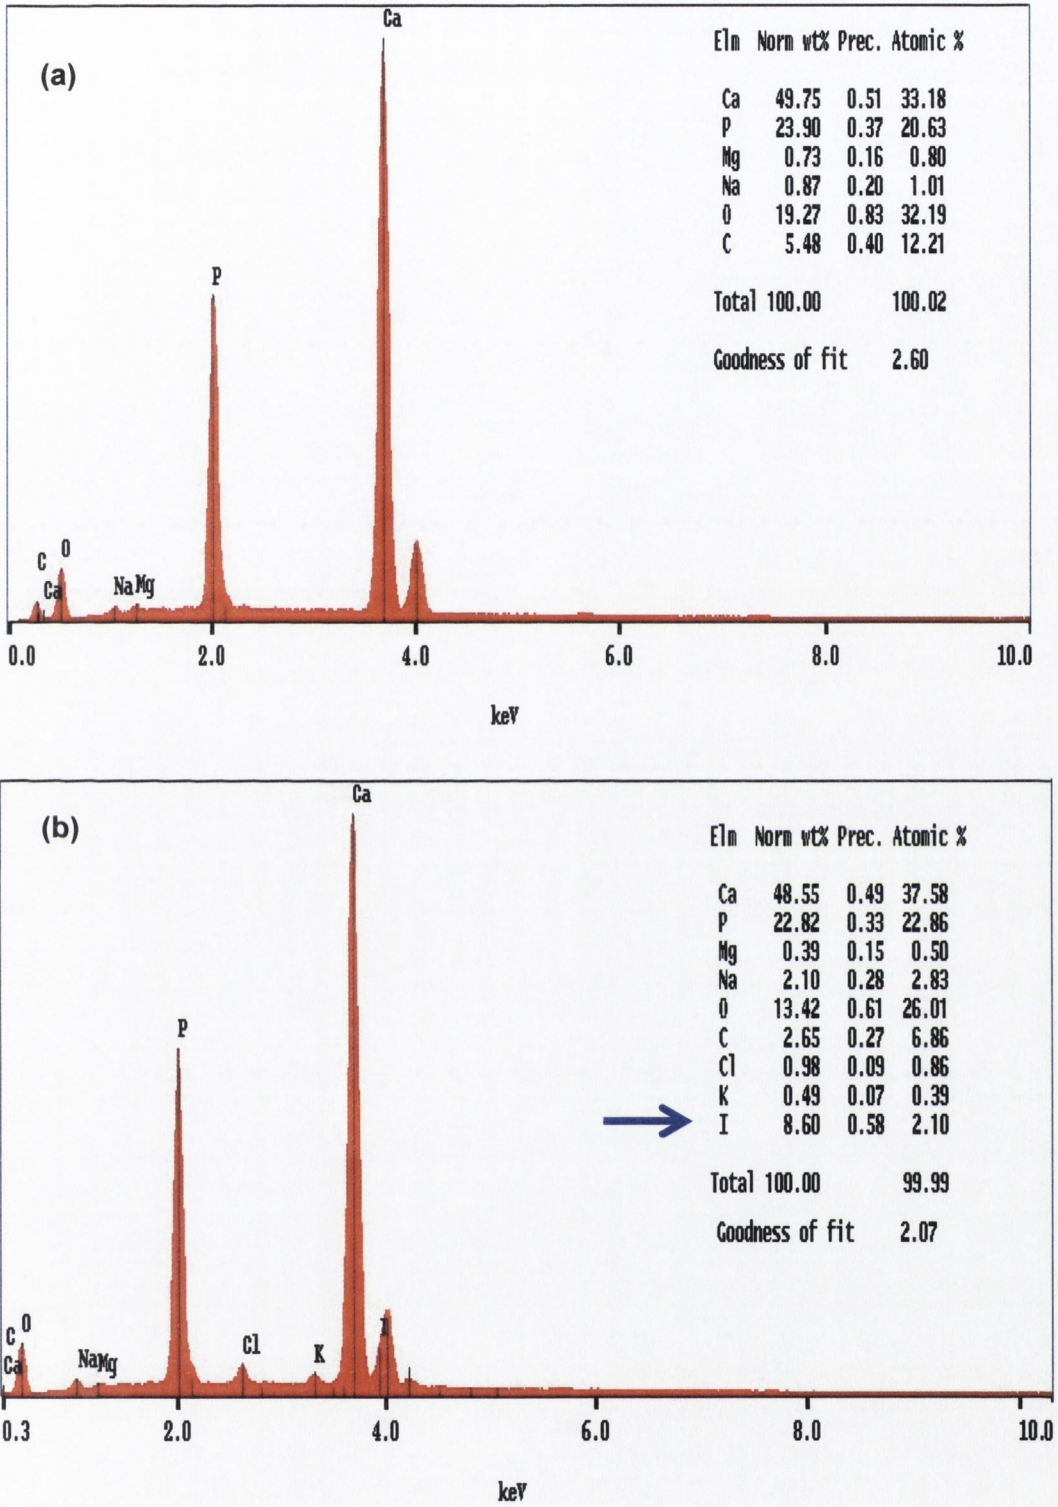 (a)
Ca
P
C
O
Ca
Na Mg
Elm Norm wt% Prec. Atomic %
Ca 49.75 0.51 33.18
P 23.90 0.37 20.63
Mg 0.73 0.16 0.80
Na 0.87 0.20 1.01
O 19.27 0.83 32.19
C 5.48 0.40 12.21
Total 100.00 100.02
Goodness of fit 2.60
0.0 2.0 4.0 6.0 8.0 10.0
keV
(b)
Ca
P
C O
Ca
Na Mg
Cl
K
I
Elm Norm wt% Prec. Atomic %
Ca 48.55 0.49 37.58
P 22.82 0.33 22.86
Mg 0.39 0.15 0.50
Na 2.10 0.28 2.83
O 13.42 0.61 26.01
C 2.65 0.27 6.86
Cl 0.98 0.09 0.86
K 0.49 0.07 0.39
I 8.60 0.58 2.10
Total 100.00 99.99
Goodness of fit 2.07
0.3 2.0 4.0 6.0 8.0 10.0
keV